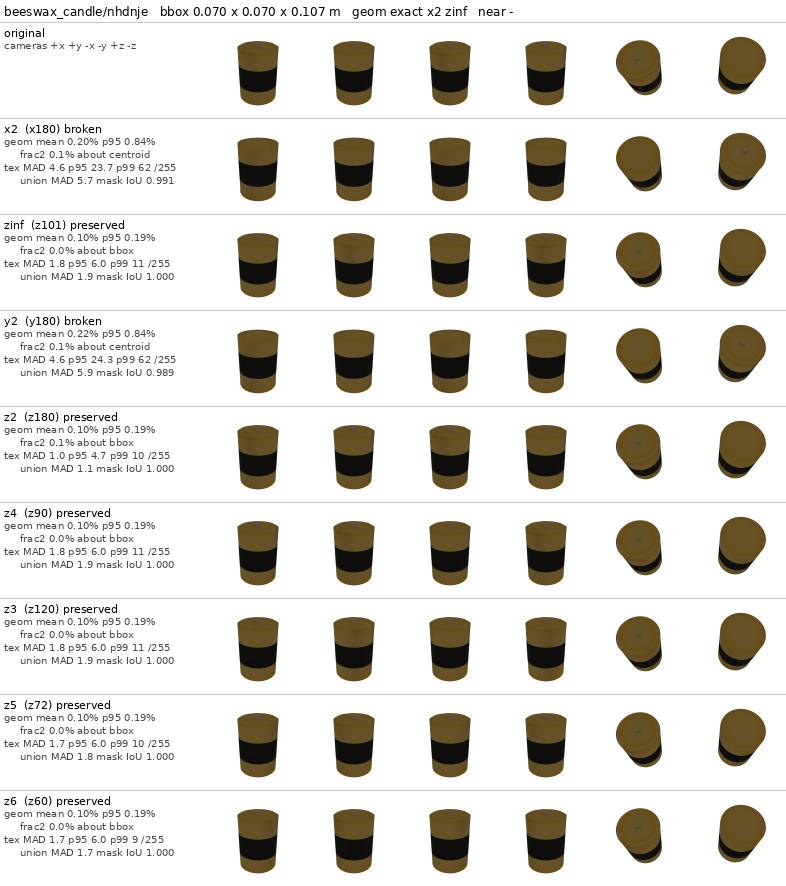 beeswax_candle/nhdnje bbox 0.070 x 0.070 x 0.107 m geom exact x2 zinf near -
original
cameras +x +y -x -y +z -z
x2 (x180) broken
geom mean 0.20% p95 0.84%
frac2 0.1% about centroid
tex MAD 4.6 p95 23.7 p99 62 /255
union MAD 5.7 mask IoU 0.991
zinf (z101) preserved
geom mean 0.10% p95 0.19%
frac2 0.0% about bbox
tex MAD 1.8 p95 6.0 p99 11 /255
union MAD 1.9 mask IoU 1.000
y2 (y180) broken
geom mean 0.22% p95 0.84%
frac2 0.1% about centroid
tex MAD 4.6 p95 24.3 p99 62 /255
union MAD 5.9 mask IoU 0.989
z2 (z180) preserved
geom mean 0.10% p95 0.19%
frac2 0.1% about bbox
tex MAD 1.0 p95 4.7 p99 10 /255
union MAD 1.1 mask IoU 1.000
z4 (z90) preserved
geom mean 0.10% p95 0.19%
frac2 0.0% about bbox
tex MAD 1.8 p95 6.0 p99 11 /255
union MAD 1.9 mask IoU 1.000
z3 (z120) preserved
geom mean 0.10% p95 0.19%
frac2 0.0% about bbox
tex MAD 1.8 p95 6.0 p99 11 /255
union MAD 1.9 mask IoU 1.000
z5 (z72) preserved
geom mean 0.10% p95 0.19%
frac2 0.0% about bbox
tex MAD 1.7 p95 6.0 p99 10 /255
union MAD 1.8 mask IoU 1.000
z6 (z60) preserved
geom mean 0.10% p95 0.19%
frac2 0.0% about bbox
tex MAD 1.7 p95 6.0 p99 9 /255
union MAD 1.7 mask IoU 1.000